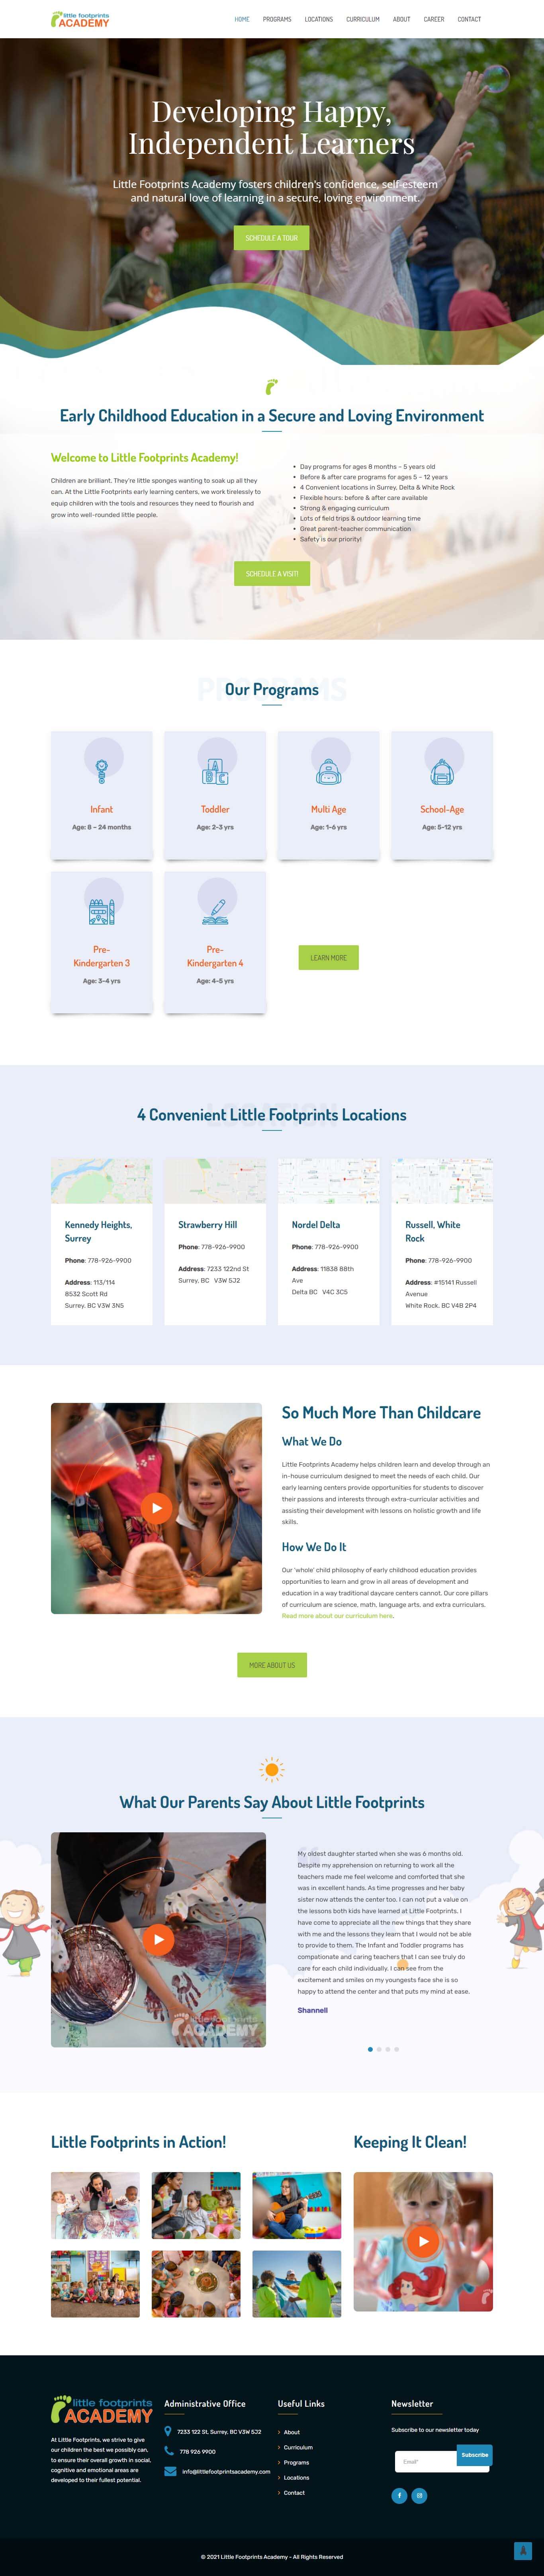 little footprints
ACADEMY
HOME PROGRAMS LOCATIONS CURRICULUM ABOUT CAREER CONTACT
Developing Happy,
Independent Learners
Little Footprints Academy fosters children's confidence, self-esteem
and natural love of learning in a secure, loving environment.
SCHEDULE A TOUR
Early Childhood Education in a Secure and Loving Environment
Welcome to Little Footprints Academy!
Children are brilliant. They're little sponges wanting to soak up all they
can. At the Little Footprints early learning centers, we work tirelessly to
equip children with the tools and resources they need to flourish and
grow into well-rounded little people.
• Day programs for ages 8 months – 5 years old
• Before & after care programs for ages 5 – 12 years
• 4 Convenient locations in Surrey, Delta & White Rock
• Flexible hours: before & after care available
• Strong & engaging curriculum
• Lots of field trips & outdoor learning time
• Great parent-teacher communication
• Safety is our priority!
SCHEDULE A VISIT!
PROGRAMS
Our Programs
Infant
Age: 8 – 24 months
Toddler
Age: 2-3 yrs
Multi Age
Age: 1-6 yrs
School-Age
Age: 5-12 yrs
Pre-
Kindergarten 3
Age: 3-4 yrs
Pre-
Kindergarten 4
Age: 4-5 yrs
LEARN MORE
LOCATION
4 Convenient Little Footprints Locations
Kennedy Heights,
Surrey
Phone: 778-926-9900
Address: 113/114
8532 Scott Rd
Surrey. BC V3W 3N5
Strawberry Hill
Phone: 778-926-9900
Address: 7233 122nd St
Surrey, BC V3W 5J2
Nordel Delta
Phone: 778-926-9900
Address: 11838 88th
Ave
Delta BC V4C 3C5
Russell, White
Rock
Phone: 778-926-9900
Address: #15141 Russell
Avenue
White Rock. BC V4B 2P4
So Much More Than Childcare
What We Do
Little Footprints Academy helps children learn and develop through an
in-house curriculum designed to meet the needs of each child. Our
early learning centers provide opportunities for students to discover
their passions and interests through extra-curricular activities and
assisting their development with lessons on holistic growth and life
skills.
How We Do It
Our 'whole' child philosophy of early childhood education provides
opportunities to learn and grow in all areas of development and
education in a way traditional daycare centers cannot. Our core pillars
of curriculum are science, math, language arts, and extra curriculars.
Read more about our curriculum here.
MORE ABOUT US
What Our Parents Say About Little Footprints
little foot prints
ACADEMY
My oldest daughter started when she was 6 months old.
Despite my apprehension on returning to work all the
teachers made me feel welcome and comforted that she
was in excellent hands. As time progresses and her baby
sister now attends the center too. I can not put a value on
the lessons both kids have learned at Little Footprints. I
have come to appreciate all the new things that they share
with me and the lessons they learn that I would not be able
to provide to them. The Infant and Toddler programs has
compationate and caring teachers that I can see truly do
care for each child individually. I can see from the
excitement and smiles on my youngests face she is so
happy to attend the center and that puts my mind at ease.
Shannell
Little Footprints in Action!
Keeping It Clean!
little footprints
ACADEMY
At Little Footprints, we strive to give
our children the best we possibly can,
to ensure their overall growth in social,
cognitive and emotional areas are
developed to their fullest potential.
Administrative Office
7233 122 St. Surrey, BC V3W 5J2
778 926 9900
info@littlefootprintsacademy.com
Useful Links
> About
> Curriculum
> Programs
> Locations
> Contact
Newsletter
Subscribe to our newsletter today
Email*
Subscribe
© 2021 Little Footprints Academy - All Rights Reserved